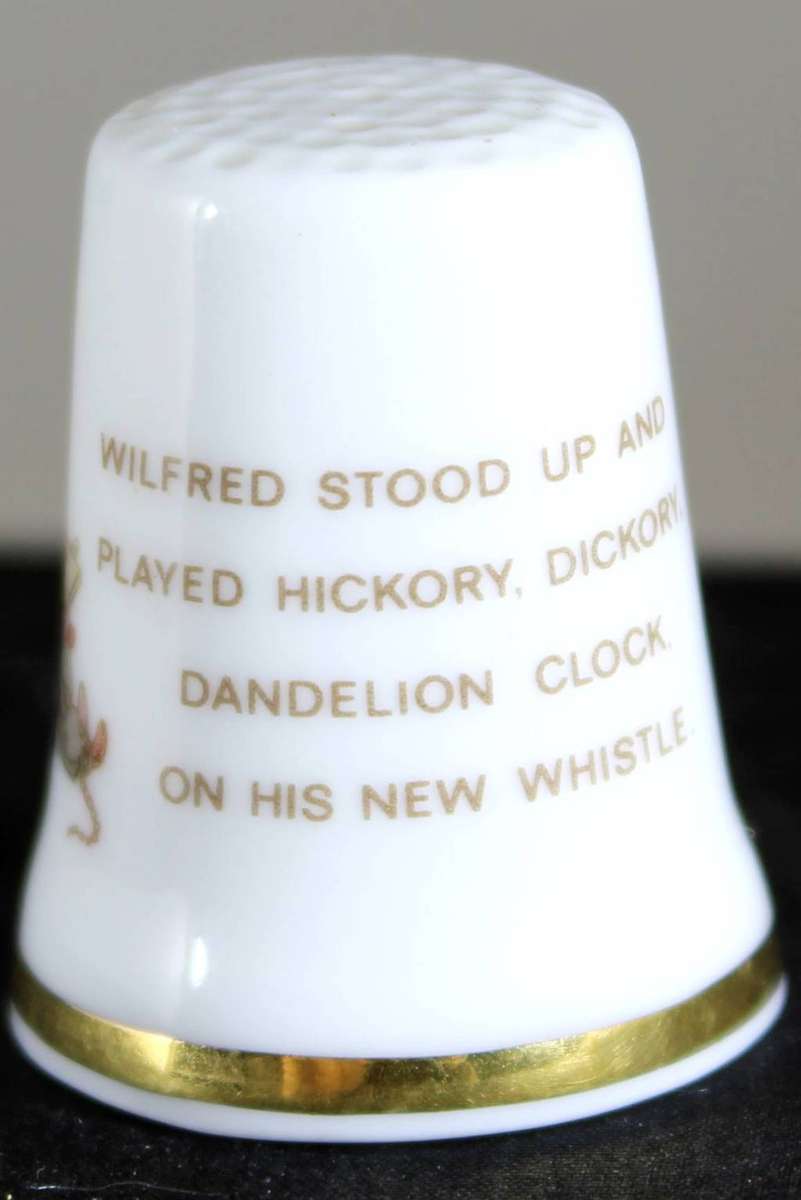 WILFRED STOOD UP AND
PLAYED HICKORY, DICKORY,
DANDELION CLOCK.
ON HIS NEW WHISTLE.